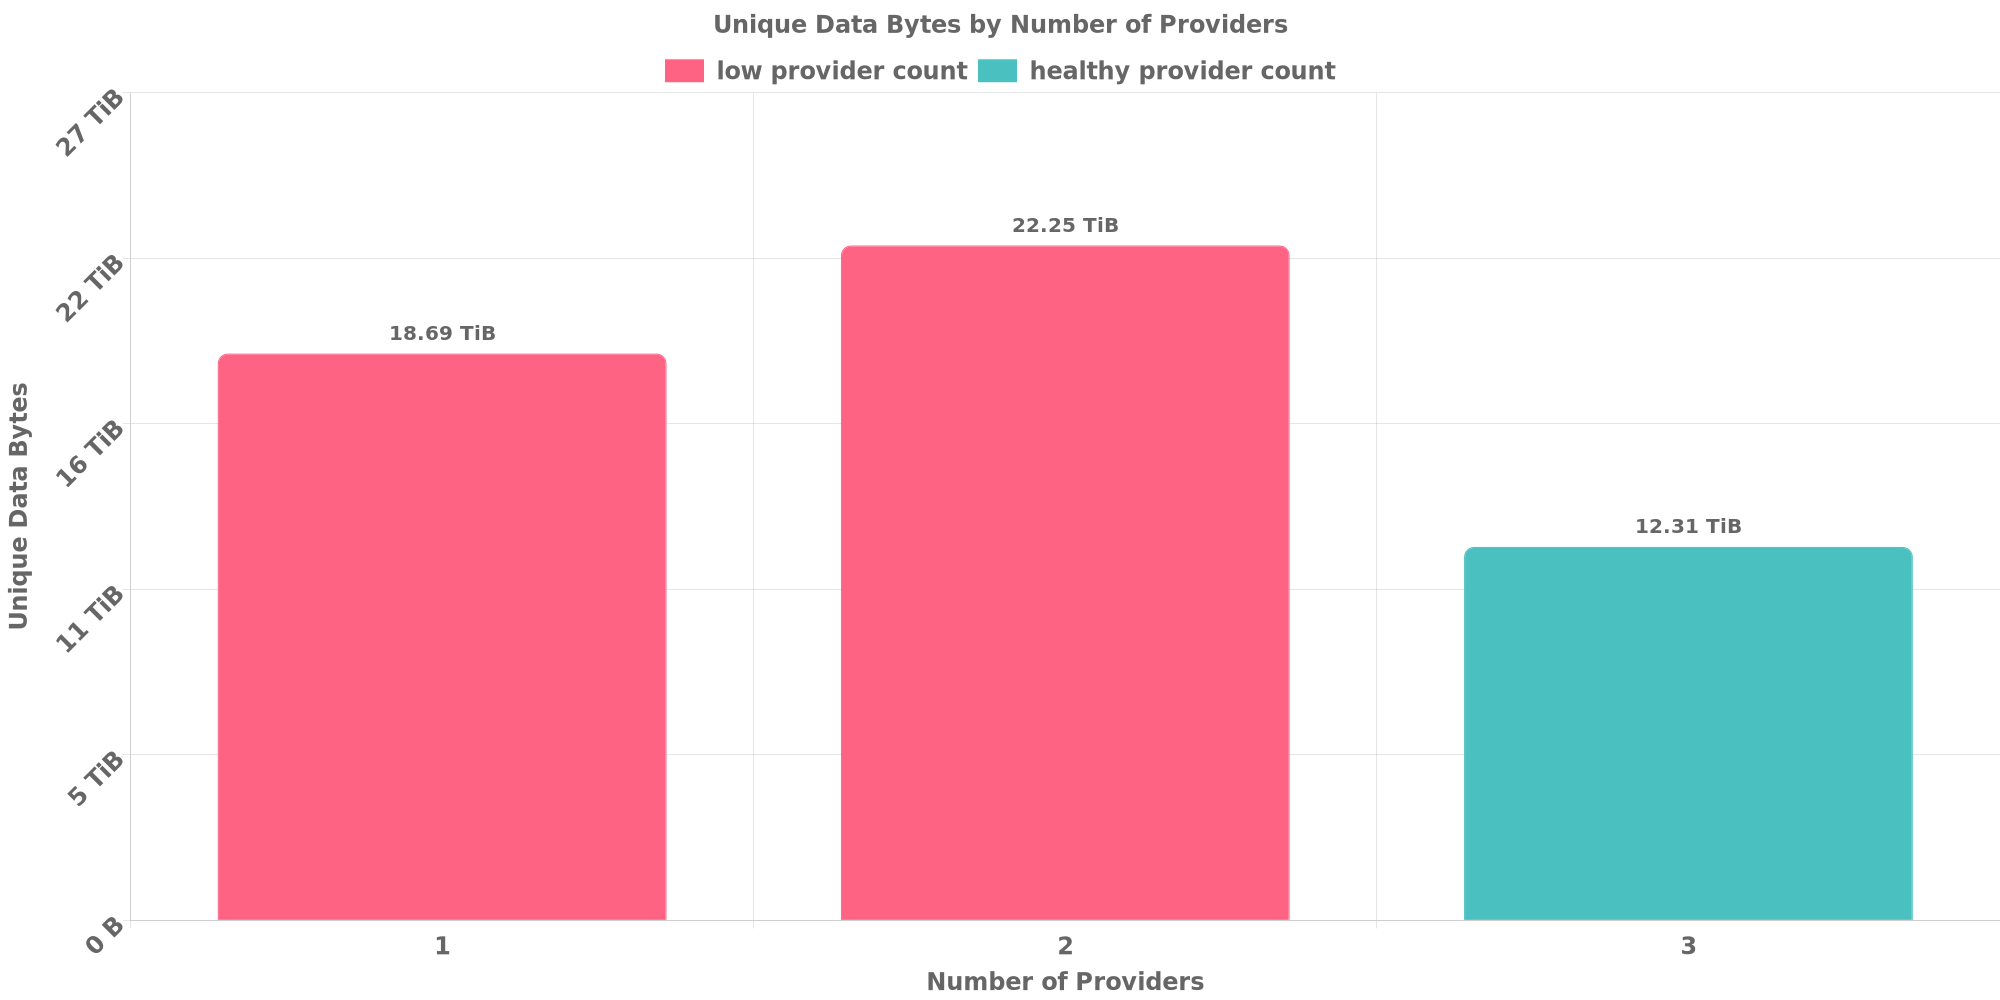 Unique Data Bytes by Number of Providers
low provider count healthy provider count
27 TiB
22 TiB
16 TiB
11 TiB
5 TiB
0 B
Unique Data Bytes
18.69 TiB
22.25 TiB
12.31 TiB
1 2 3
Number of Providers